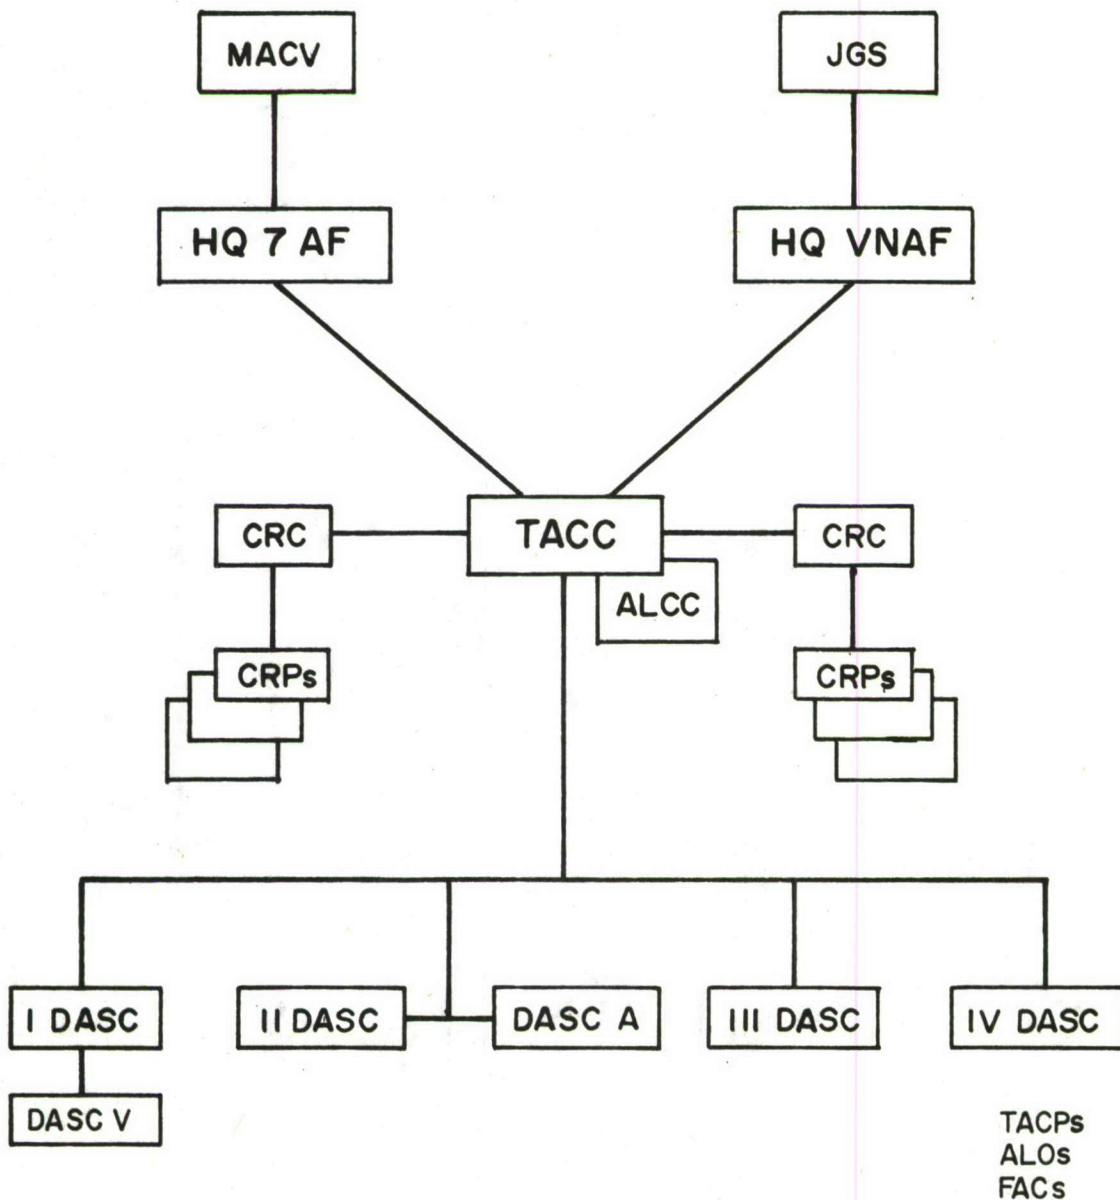 MACV
JGS
HQ 7 AF
HQ VNAF
CRC
TACC
CRC
ALCC
CRPs
CRPs
I DASC
II DASC
DASC A
III DASC
IV DASC
DASC V
TACPs
ALOs
FACs